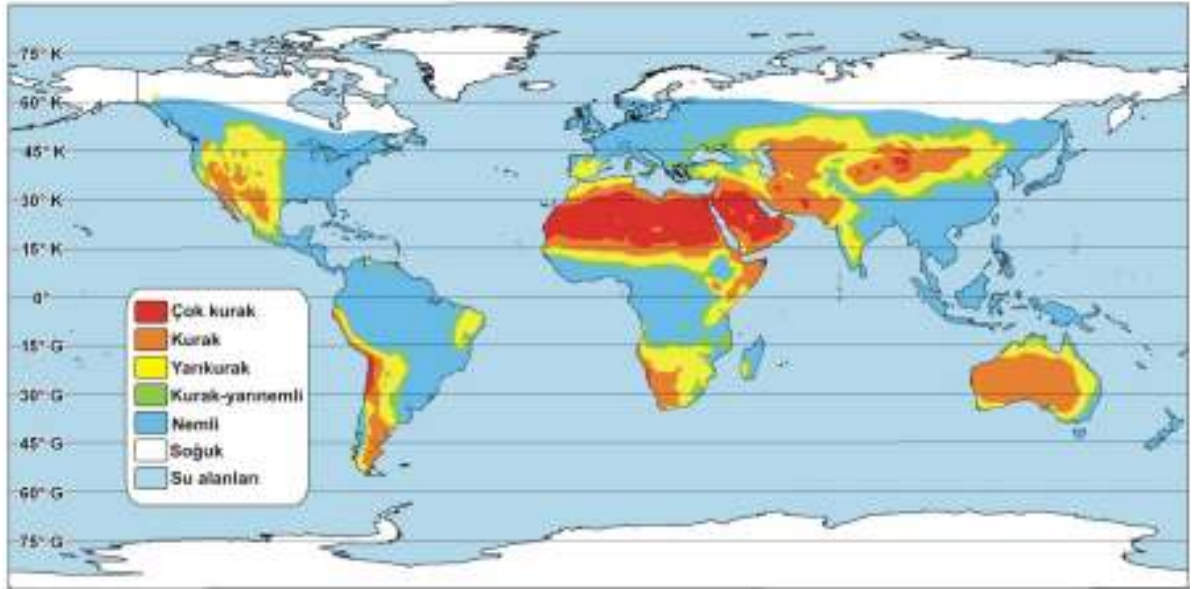 75° K
60° K
45° K
30° K
15° K
0°
15° G
30° G
45° G
60° G
75° G
Çok kurak
Kurak
Yarıkurak
Kurak-yarınemli
Nemli
Soğuk
Su alanları